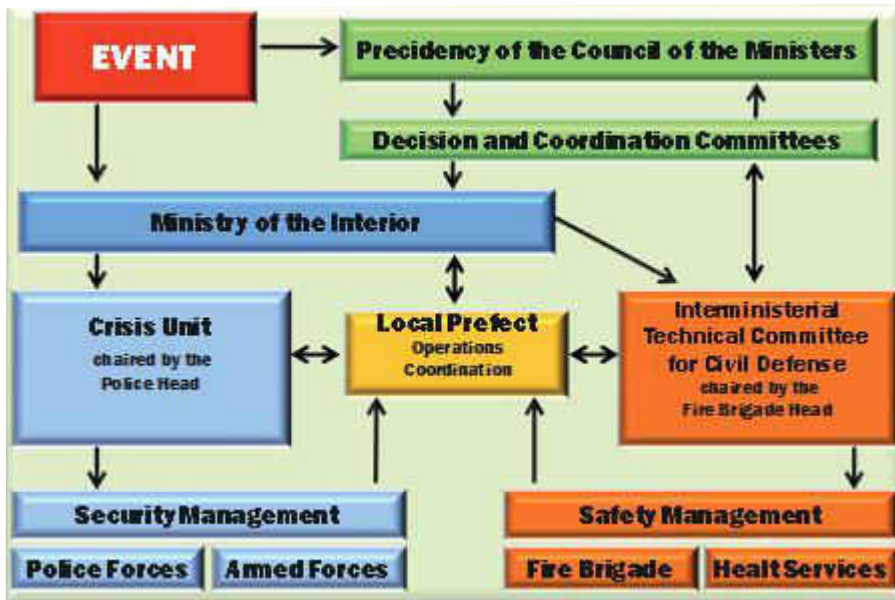 EVENT
Precidency of the Council of the Ministers
Decision and Coordination Committees
Ministry of the Interior
Crisis Unit
chaired by the
Police Head
Local Prefect
Operations
Coordination
Interministerial
Technical Committee
for Civil Defense
chaired by the
Fire Brigade Head
Security Management
Safety Management
Police Forces
Armed Forces
Fire Brigade
Healt Services